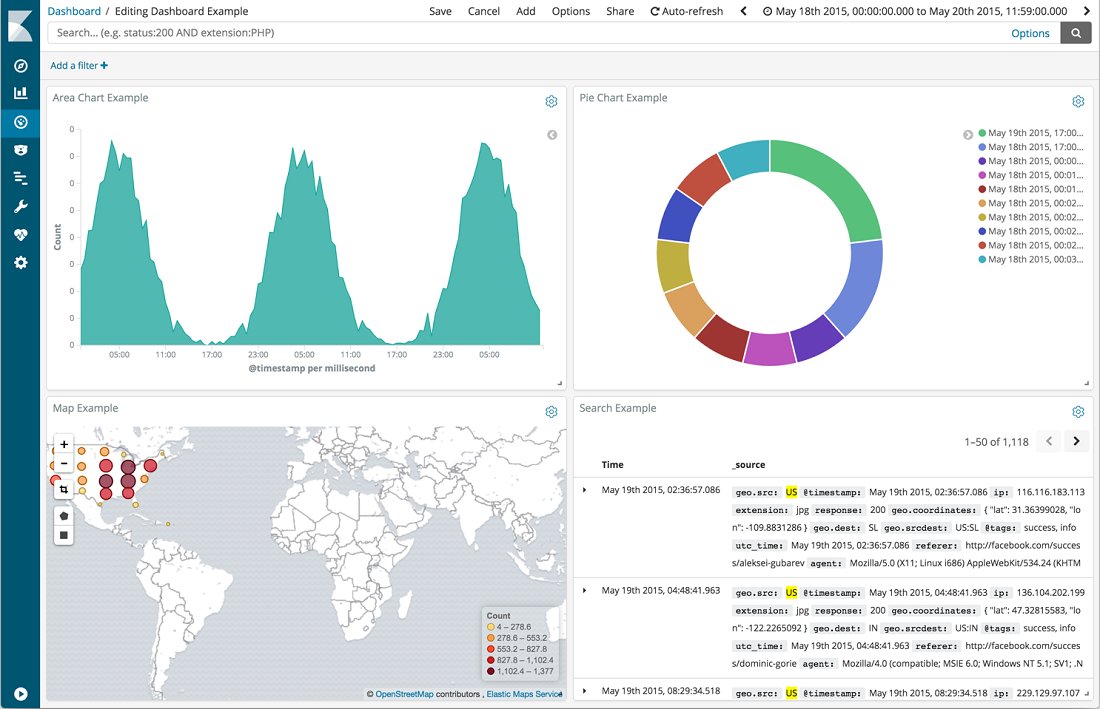 Dashboard / Editing Dashboard Example
Save Cancel Add Options Share Auto-refresh May 18th 2015, 00:00:00.000 to May 20th 2015, 11:59:00.000
Search... (e.g. status:200 AND extension:PHP) Options
Add a filter +
Area Chart Example
0
0
0
0
0
0
0
0
0
Count
05:00 11:00 17:00 23:00 05:00 11:00 17:00 23:00 05:00
@timestamp per millisecond
Pie Chart Example
May 19th 2015, 17:00...
May 18th 2015, 17:00...
May 18th 2015, 00:00...
May 18th 2015, 00:01...
May 18th 2015, 00:01...
May 18th 2015, 00:02...
May 18th 2015, 00:02...
May 18th 2015, 00:02...
May 18th 2015, 00:02...
May 18th 2015, 00:03...
Map Example
+
−
Count
4 – 278.6
278.6 – 553.2
553.2 – 827.8
827.8 – 1,102.4
1,102.4 – 1,377
© OpenStreetMap contributors , Elastic Maps Service
Search Example
1–50 of 1,118
Time _source
May 19th 2015, 02:36:57.086 geo.src: US @timestamp: May 19th 2015, 02:36:57.086 ip: 116.116.183.113
extension: jpg response: 200 geo.coordinates: { "lat": 31.36399028, "lo
n": -109.8831286 } geo.dest: SL geo.srcdest: US:SL @tags: success, info
utc_time: May 19th 2015, 02:36:57.086 referer: http://facebook.com/succes
s/aleksei-gubarev agent: Mozilla/5.0 (X11; Linux i686) AppleWebKit/534.24 (KHTM
May 19th 2015, 04:48:41.963 geo.src: US @timestamp: May 19th 2015, 04:48:41.963 ip: 136.104.202.199
extension: jpg response: 200 geo.coordinates: { "lat": 47.32815583, "lo
n": -122.2265092 } geo.dest: IN geo.srcdest: US:IN @tags: success, info
utc_time: May 19th 2015, 04:48:41.963 referer: http://facebook.com/succes
s/dominic-gorie agent: Mozilla/4.0 (compatible; MSIE 6.0; Windows NT 5.1; SV1; .N
May 19th 2015, 08:29:34.518 geo.src: US @timestamp: May 19th 2015, 08:29:34.518 ip: 229.129.97.107